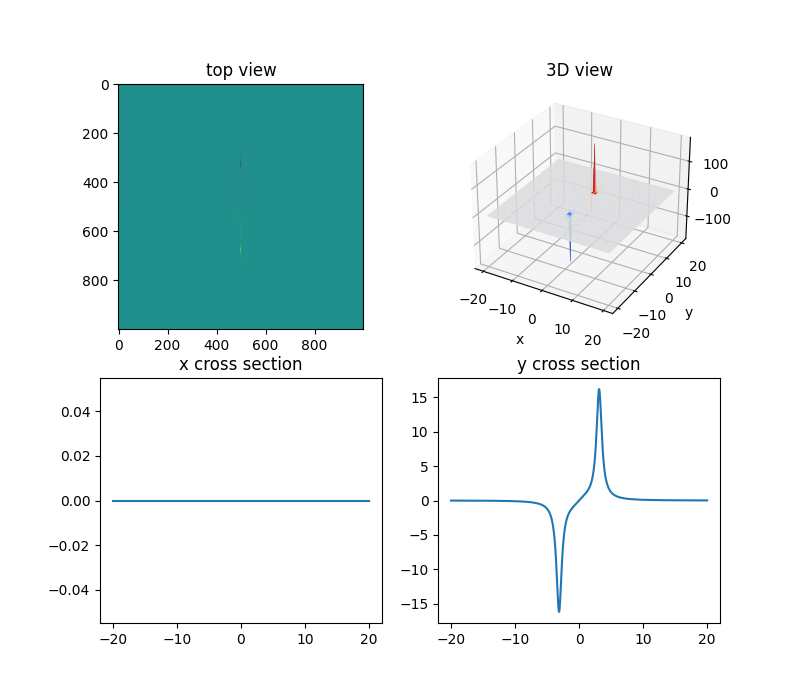 top view
0
200
400
600
800
0 200 400 600 800
3D view
100
0
−100
−20 −10 0 10 20
x
−20 −10 0 10 20
y
x cross section
0.04
0.02
0.00
−0.02
−0.04
−20 −10 0 10 20
y cross section
15
10
5
0
−5
−10
−15
−20 −10 0 10 20